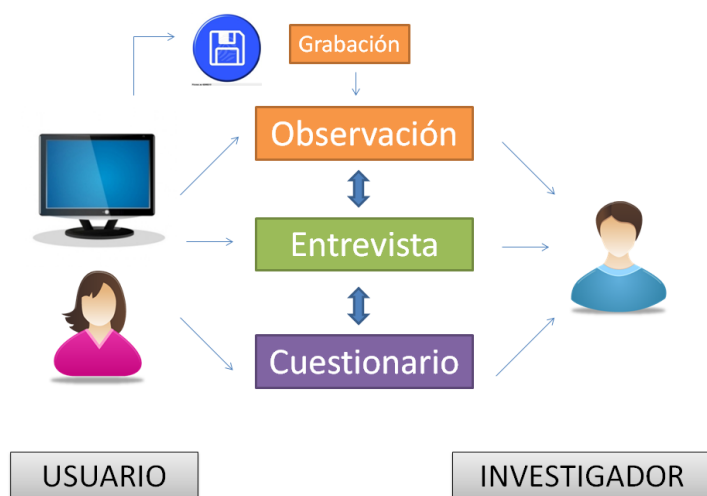 Grabación
Observación
Entrevista
Cuestionario
USUARIO
INVESTIGADOR